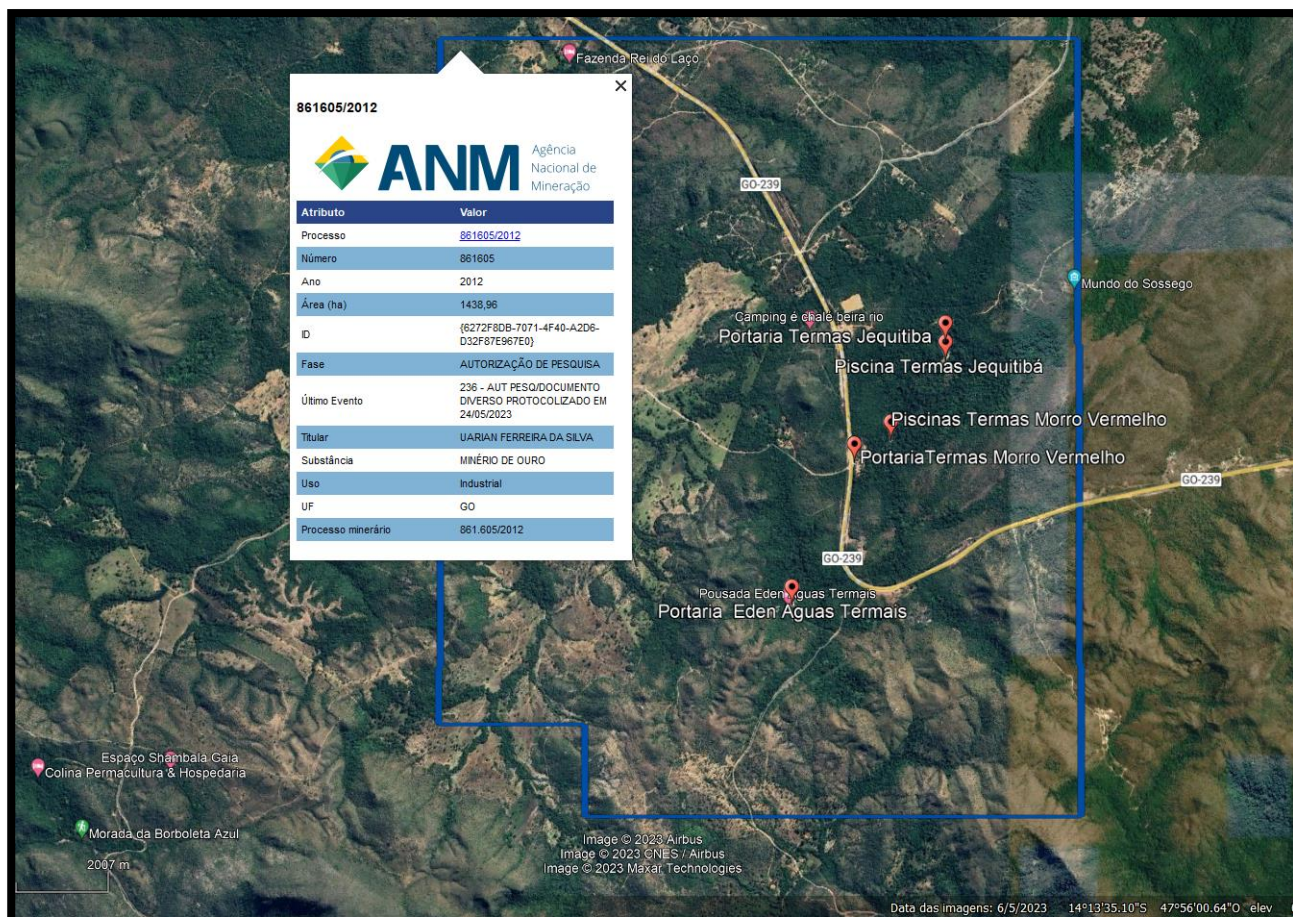 Fazenda Rei do Laço
861605/2012
ANM
Agência
Nacional de
Mineração
Atributo Valor
Processo 861605/2012
Número 861605
Ano 2012
Área (ha) 1438,96
ID {6272F8DB-7071-4F40-A2D6-
D32F87E967E0}
Fase AUTORIZAÇÃO DE PESQUISA
Último Evento 236 - AUT PESQ/DOCUMENTO
DIVERSO PROTOCOLIZADO EM
24/05/2023
Titular UARIAN FERREIRA DA SILVA
Substância MINÉRIO DE OURO
Uso Industrial
UF GO
Processo minerário 861.605/2012
GO-239
Mundo do Sossego
Camping e chalé beira rio
Portaria Termas Jequitiba
Piscina Termas Jequitibá
Piscinas Termas Morro Vermelho
PortariaTermas Morro Vermelho
GO-239
GO-239
Pousada Eden Águas Termais
Portaria Eden Aguas Termais
Espaço Shambala Gaia
Colina Permacultura & Hospedaria
Morada da Borboleta Azul
2007 m
Image © 2023 Airbus
Image © 2023 CNES / Airbus
Image © 2023 Maxar Technologies
Data das imagens: 6/5/2023 14°13'35.10"S 47°56'00.64"O elev